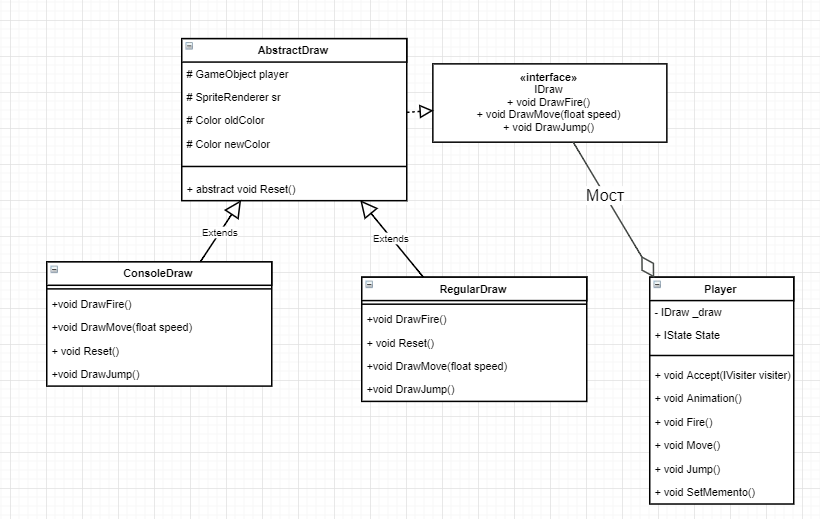 AbstractDraw
# GameObject player
# SpriteRenderer sr
# Color oldColor
# Color newColor
+ abstract void Reset()
«interface»
IDraw
+ void DrawFire()
+ void DrawMove(float speed)
+ void DrawJump()
Мост
Extends
Extends
ConsoleDraw
+void DrawFire()
+void DrawMove(float speed)
+ void Reset()
+void DrawJump()
RegularDraw
+void DrawFire()
+ void Reset()
+void DrawMove(float speed)
+void DrawJump()
Player
- IDraw _draw
+ IState State
+ void Accept(IVisiter visiter)
+ void Animation()
+ void Fire()
+ void Move()
+ void Jump()
+ void SetMemento()